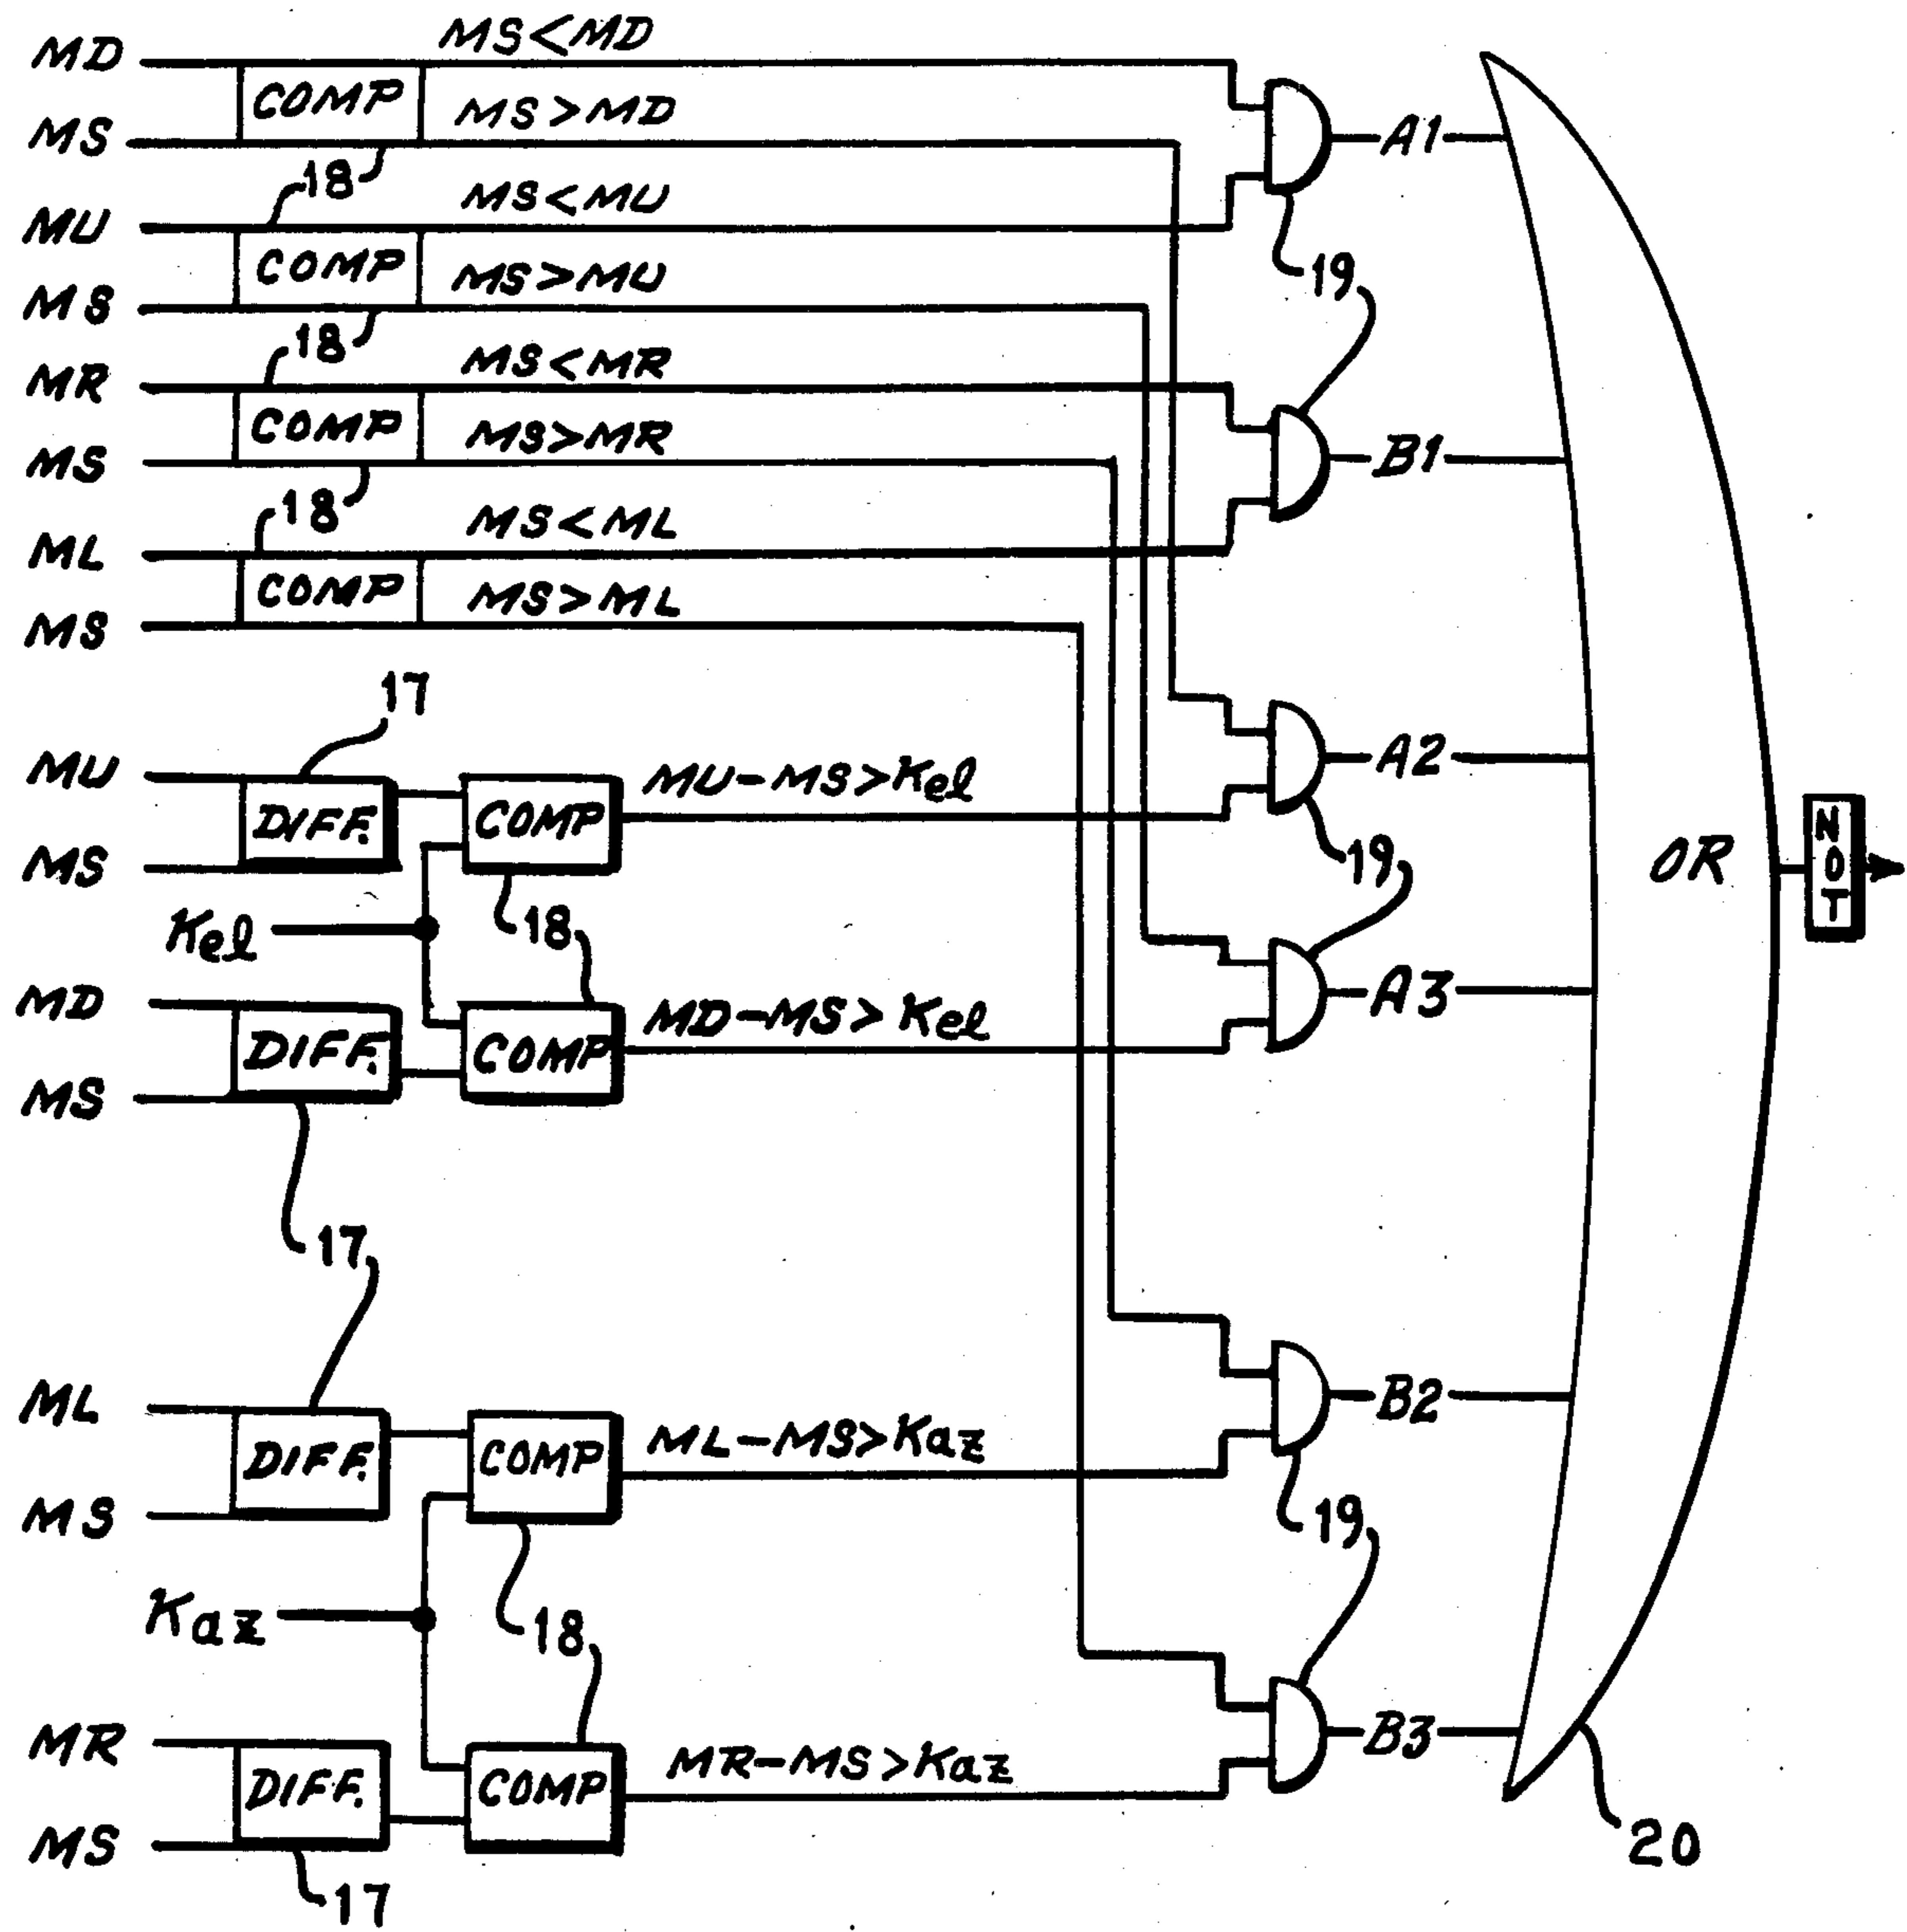 MD
MS<MD
COMP
MS>MD
MS
A1
18
MS<MU
MU
COMP
MS>MU
19
MS
18
MS<MR
MR
COMP
MS>MR
MS
B1
18
MS<ML
ML
COMP
MS>ML
MS
17
MU
DIFF.
COMP
MU-MS>Kel
A2
MS
19
OR
NOT
Kel
18
MD
DIFF.
COMP
MD-MS>Kel
A3
MS
17
ML
DIFF.
COMP
ML-MS>Kaz
B2
MS
19
Kaz
18
MR
DIFF.
COMP
MR-MS>Kaz
B3
MS
17
20